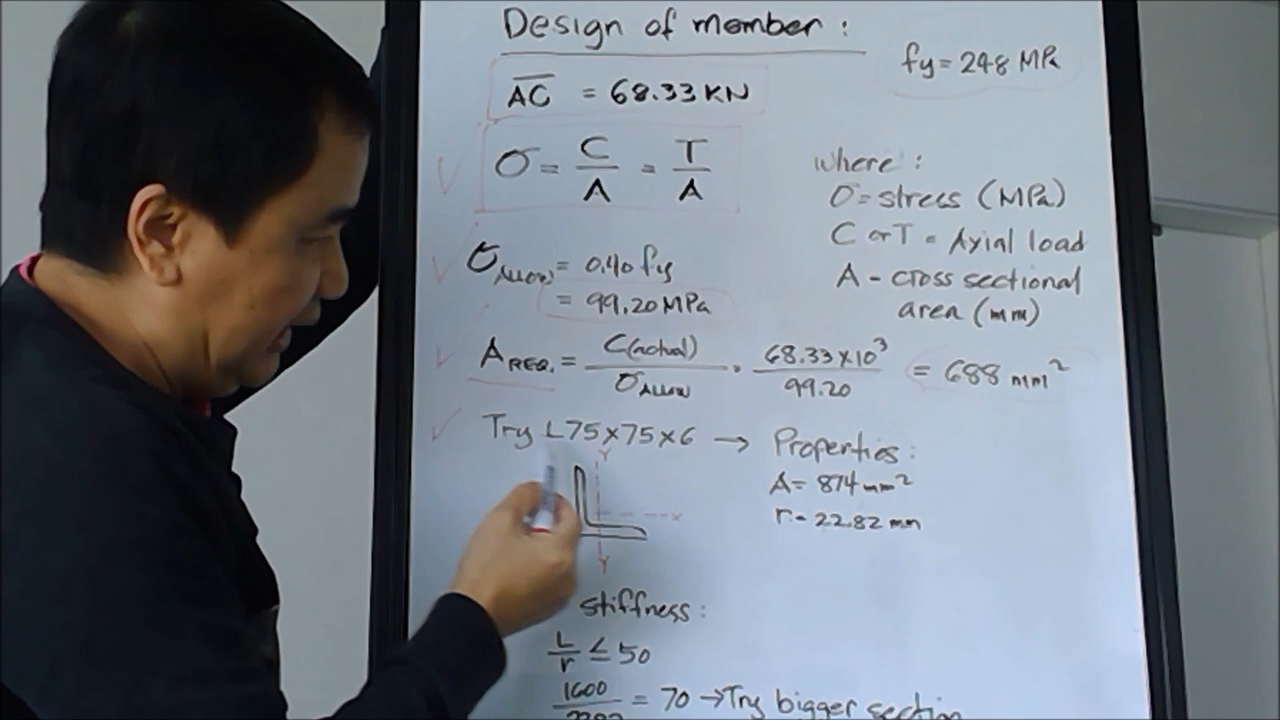 Design of member :
fy = 248 MPa
AC = 68.33 KN
σ = C/A = T/A
where :
σ = stress (MPa)
C or T = Axial load
A - cross sectional
area (mm)
σALLOW = 0.40 fy
= 99.20 MPa
AREQ. = C(actual)/σALLOW = 68.33 x 10³/99.20 = 688 mm²
Try L75x75x6 → Properties:
A = 874 mm²
r = 22.82 mm
Y
x
Y
stiffness:
L/r ≤ 50
1600/ = 70 → Try bigger section